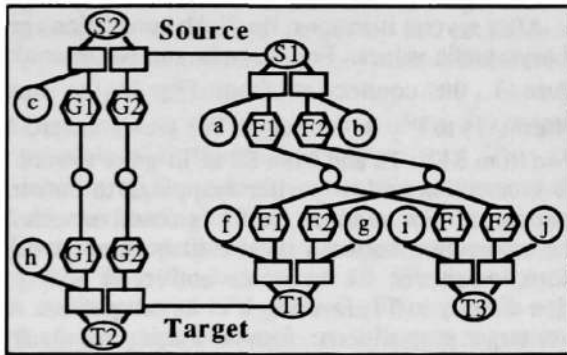 S2 Source
S1
c G1 G2
a F1 F2 b
f F1 F2 g i F1 F2 j
h G1 G2
T1 T3
T2 Target